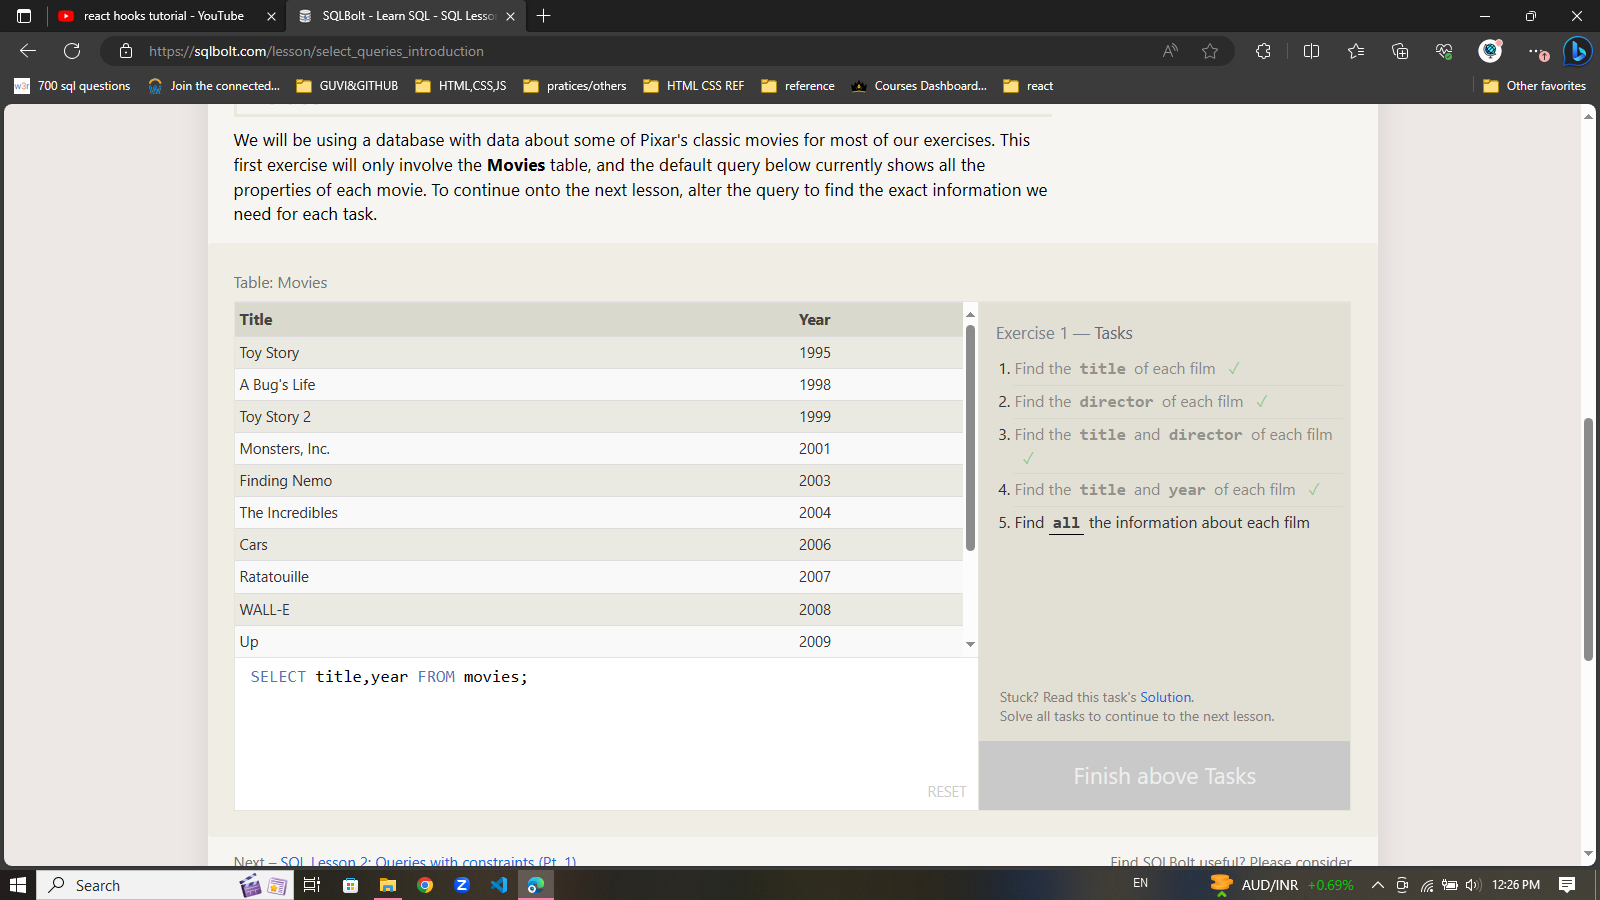 react hooks tutorial - YouTube
SQLBolt - Learn SQL - SQL Lesso
https://sqlbolt.com/lesson/select_queries_introduction
1
w3r 700 sql questions
Join the connected...
GUVI&GITHUB
HTML,CSS,JS
pratices/others
HTML CSS REF
reference
Courses Dashboard...
react
Other favorites
We will be using a database with data about some of Pixar's classic movies for most of our exercises. This
first exercise will only involve the Movies table, and the default query below currently shows all the
properties of each movie. To continue onto the next lesson, alter the query to find the exact information we
need for each task.
Table: Movies
Title Year
Toy Story 1995
A Bug's Life 1998
Toy Story 2 1999
Monsters, Inc. 2001
Finding Nemo 2003
The Incredibles 2004
Cars 2006
Ratatouille 2007
WALL-E 2008
Up 2009
SELECT title,year FROM movies;
RESET
Exercise 1 — Tasks
1. Find the title of each film ✓
2. Find the director of each film ✓
3. Find the title and director of each film
✓
4. Find the title and year of each film ✓
5. Find all the information about each film
Stuck? Read this task's Solution.
Solve all tasks to continue to the next lesson.
Finish above Tasks
Next – SQL Lesson 2: Queries with constraints (Pt. 1)
Find SQLBolt useful? Please consider
Search
EN
AUD/INR +0.69%
12:26 PM